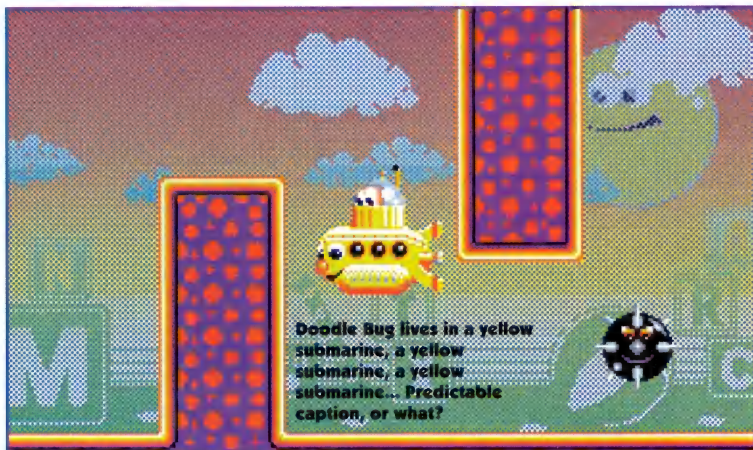 Doodle Bug lives in a yellow
submarine, a yellow
submarine, a yellow
submarine... Predictable
caption, or what?
M
R
C